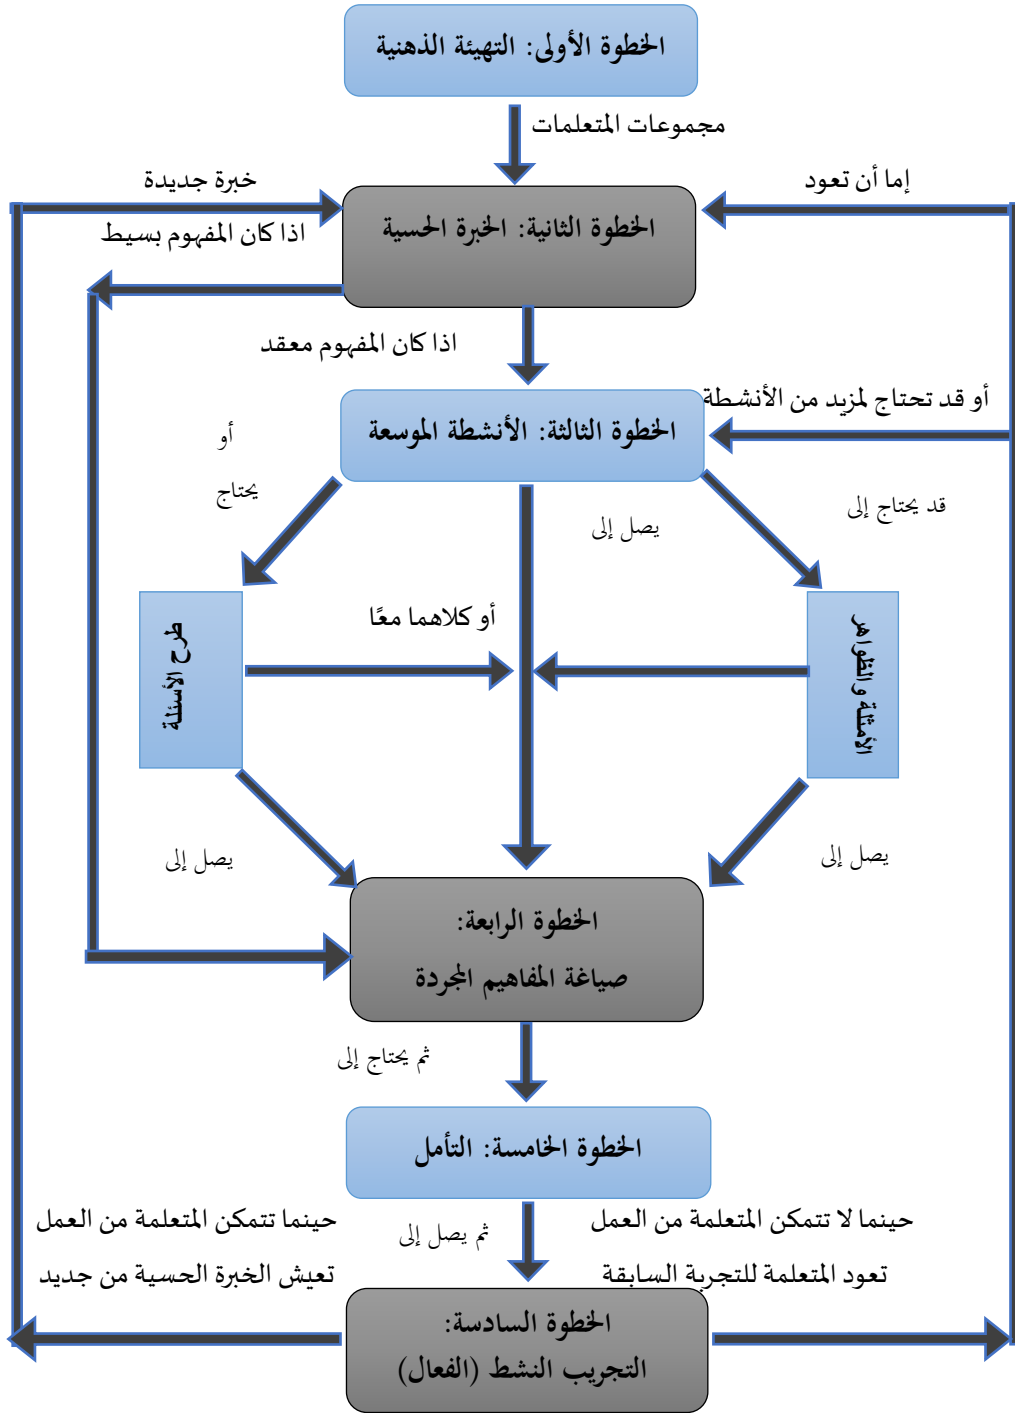 الخطوة الأولى: التهيئة الذهنية
مجموعات المتعلمات
إما أن تعود
خبرة جديدة
الخطوة الثانية: الخبرة الحسية
اذا كان المفهوم بسيط
اذا كان المفهوم معقد
أو قد تحتاج لمزيد من الأنشطة
الخطوة الثالثة: الأنشطة الموسعة
أو
يحتاج
قد يحتاج إلى
يصل إلى
الأمثلة والظواهر
أو كلاهما معًا
طرح الأسئلة
يصل إلى
يصل إلى
الخطوة الرابعة:
صياغة المفاهيم المجردة
ثم يحتاج إلى
الخطوة الخامسة: التأمل
حينما لا تتمكن المتعلمة من العمل
تعود المتعلمة للتجربة السابقة
ثم يصل إلى
حينما تتمكن المتعلمة من العمل
تعيش الخبرة الحسية من جديد
الخطوة السادسة:
التجريب النشط (الفعال)